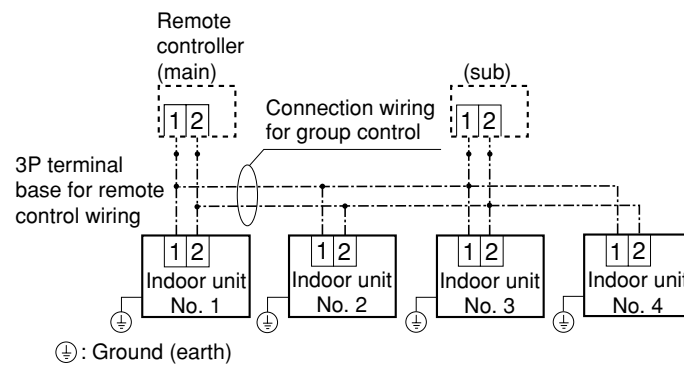 Remote
controller
(main)
(sub)
1 2
1 2
Connection wiring
for group control
3P terminal
base for remote
control wiring
1 2
1 2
1 2
1 2
Indoor unit
No. 1
Indoor unit
No. 2
Indoor unit
No. 3
Indoor unit
No. 4
: Ground (earth)